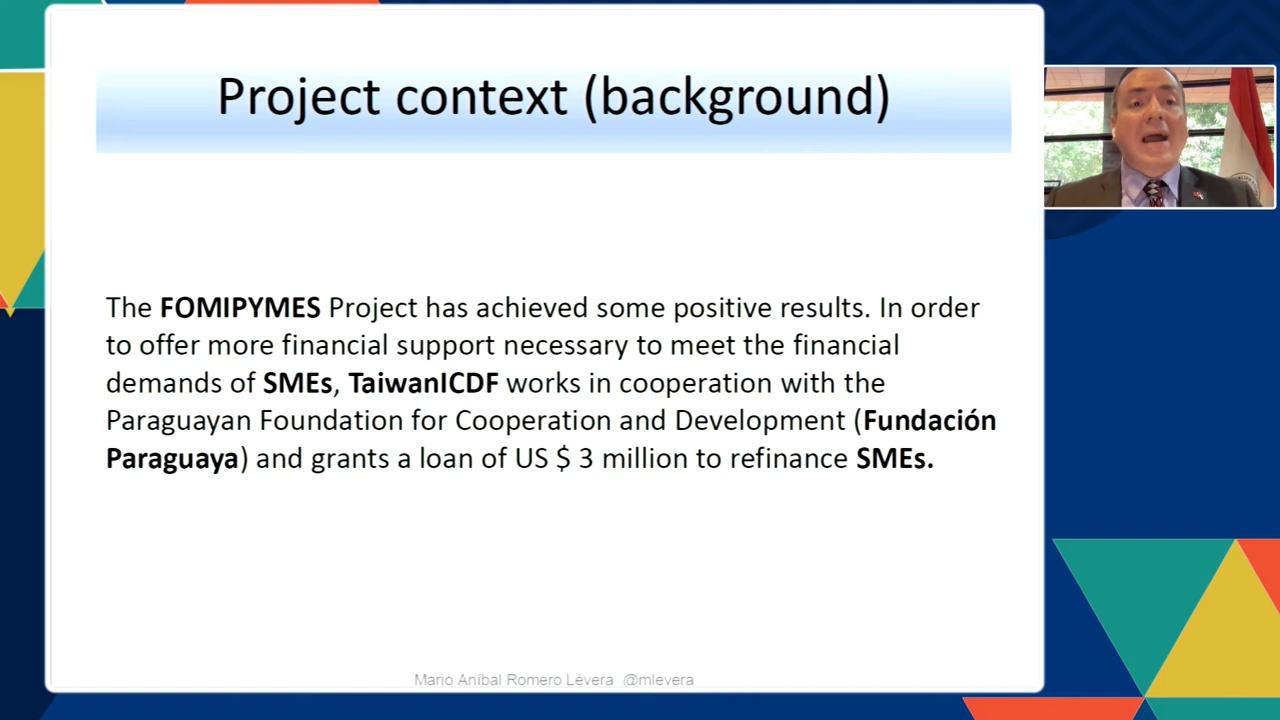 Project context (background)
The FOMIPYMES Project has achieved some positive results. In order
to offer more financial support necessary to meet the financial
demands of SMEs, TaiwanICDF works in cooperation with the
Paraguayan Foundation for Cooperation and Development (Fundación
Paraguaya) and grants a loan of US $ 3 million to refinance SMEs.
Mario Aníbal Romero Lévera @mlevera